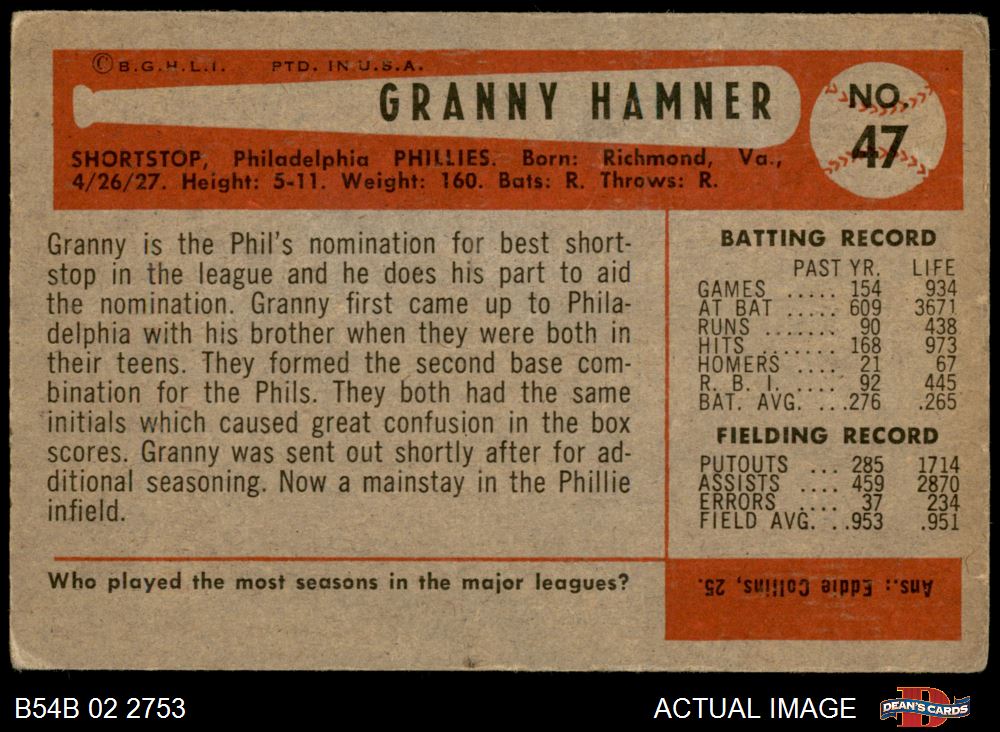 ©B.G.H.L.I. PTD. IN U.S.A.
GRANNY HAMNER
NO.
47
SHORTSTOP, Philadelphia PHILLIES. Born: Richmond, Va.,
4/26/27. Height: 5-11. Weight: 160. Bats: R. Throws: R.
Granny is the Phil's nomination for best short-
stop in the league and he does his part to aid
the nomination. Granny first came up to Phila-
delphia with his brother when they were both in
their teens. They formed the second base com-
bination for the Phils. They both had the same
initials which caused great confusion in the box
scores. Granny was sent out shortly after for ad-
ditional seasoning. Now a mainstay in the Phillie
infield.
BATTING RECORD
PAST YR. LIFE
GAMES ..... 154 934
AT BAT ..... 609 3671
RUNS ....... 90 438
HITS ........ 168 973
HOMERS .... 21 67
R. B. I. ..... 92 445
BAT. AVG. ...276 .265
FIELDING RECORD
PUTOUTS ... 285 1714
ASSISTS .... 459 2870
ERRORS .... 37 234
FIELD AVG. ..953 .951
Who played the most seasons in the major leagues?
Ans.: Eddie Collins, 25.
B54B 02 2753
ACTUAL IMAGE
DEAN'S CARDS